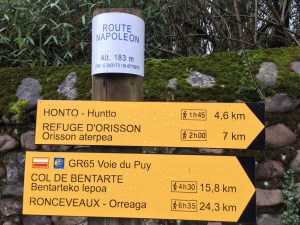 ROUTE
NAPOLEON
Alt. 183 m
HONTO - Huntto 1h45 4,6 km
REFUGE D'ORISSON
Orisson aterpea 2h00 7 km
GR65 Voie du Puy
COL DE BENTARTE
Bentarteko lepoa 4h30 15,8 km
RONCEVAUX - Orreaga 6h35 24,3 km